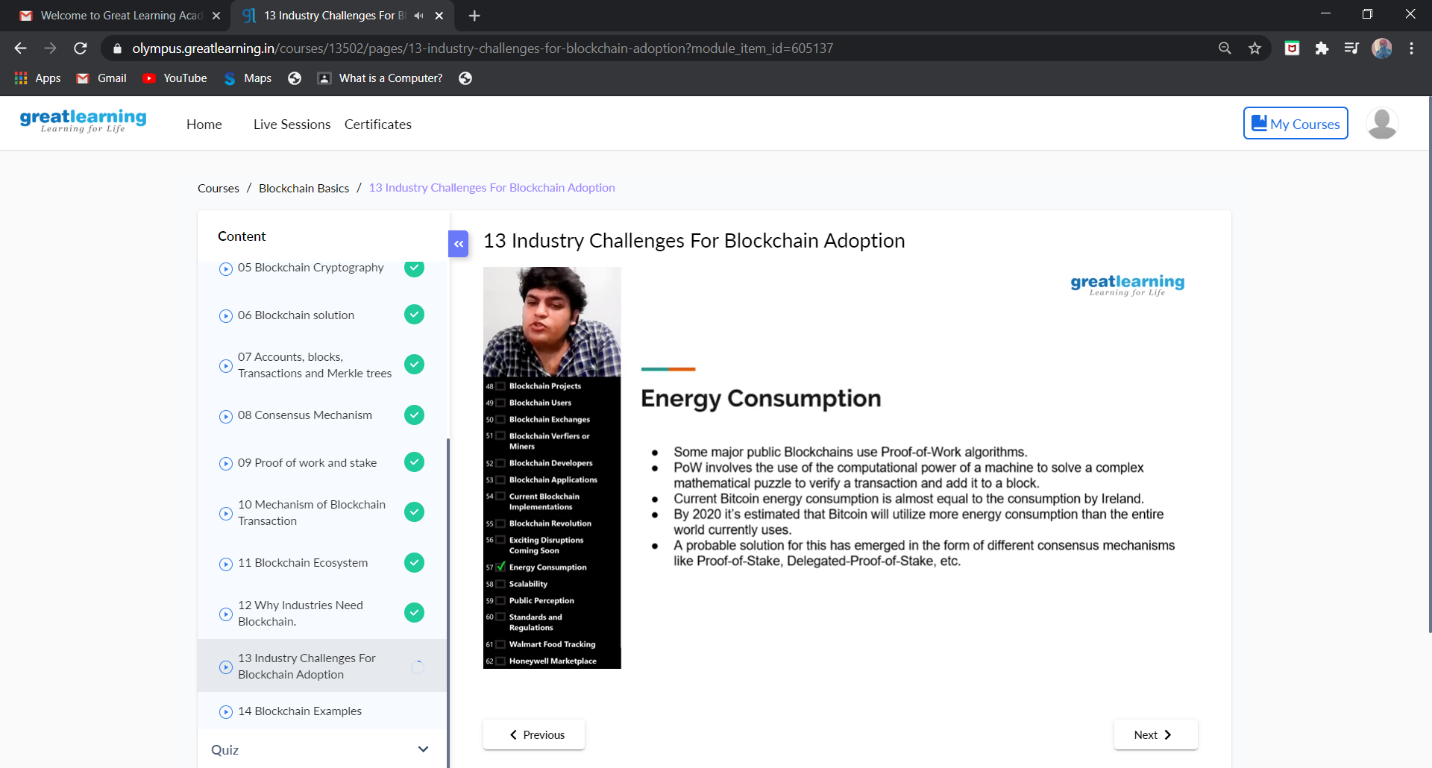 Welcome to Great Learning Acad
13 Industry Challenges For B
olympus.greatlearning.in/courses/13502/pages/13-industry-challenges-for-blockchain-adoption?module_item_id=605137
Apps
Gmail
YouTube
Maps
What is a Computer?
greatlearning
Learning for Life
Home
Live Sessions
Certificates
My Courses
Courses / Blockchain Basics / 13 Industry Challenges For Blockchain Adoption
Content
05 Blockchain Cryptography
06 Blockchain solution
07 Accounts, blocks,
Transactions and Merkle trees
08 Consensus Mechanism
09 Proof of work and stake
10 Mechanism of Blockchain
Transaction
11 Blockchain Ecosystem
12 Why Industries Need
Blockchain.
13 Industry Challenges For
Blockchain Adoption
14 Blockchain Examples
Quiz
13 Industry Challenges For Blockchain Adoption
48 Blockchain Projects
49 Blockchain Users
50 Blockchain Exchanges
51 Blockchain Verfiers or
Miners
52 Blockchain Developers
53 Blockchain Applications
54 Current Blockchain
Implementations
55 Blockchain Revolution
56 Exciting Disruptions
Coming Soon
57 Energy Consumption
58 Scalability
59 Public Perception
60 Standards and
Regulations
61 Walmart Food Tracking
62 Honeywell Marketplace
greatlearning
Learning for Life
Energy Consumption
● Some major public Blockchains use Proof-of-Work algorithms.
● PoW involves the use of the computational power of a machine to solve a complex
mathematical puzzle to verify a transaction and add it to a block.
● Current Bitcoin energy consumption is almost equal to the consumption by Ireland.
● By 2020 it's estimated that Bitcoin will utilize more energy consumption than the entire
world currently uses.
● A probable solution for this has emerged in the form of different consensus mechanisms
like Proof-of-Stake, Delegated-Proof-of-Stake, etc.
Previous
Next